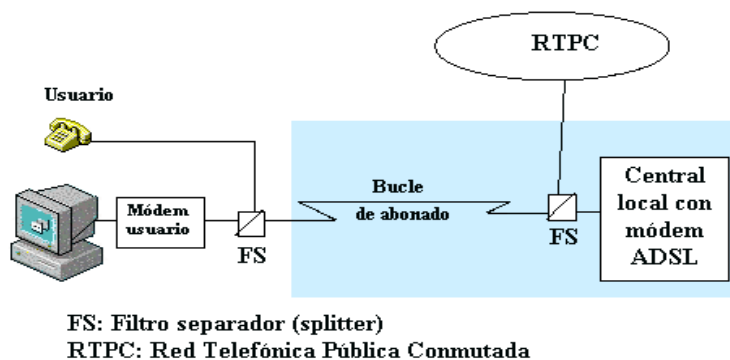 RTPC
Usuario
Módem
usuario
FS
Bucle
de abonado
FS
Central
local con
módem
ADSL
FS: Filtro separador (splitter)
RTPC: Red Telefónica Pública Conmutada